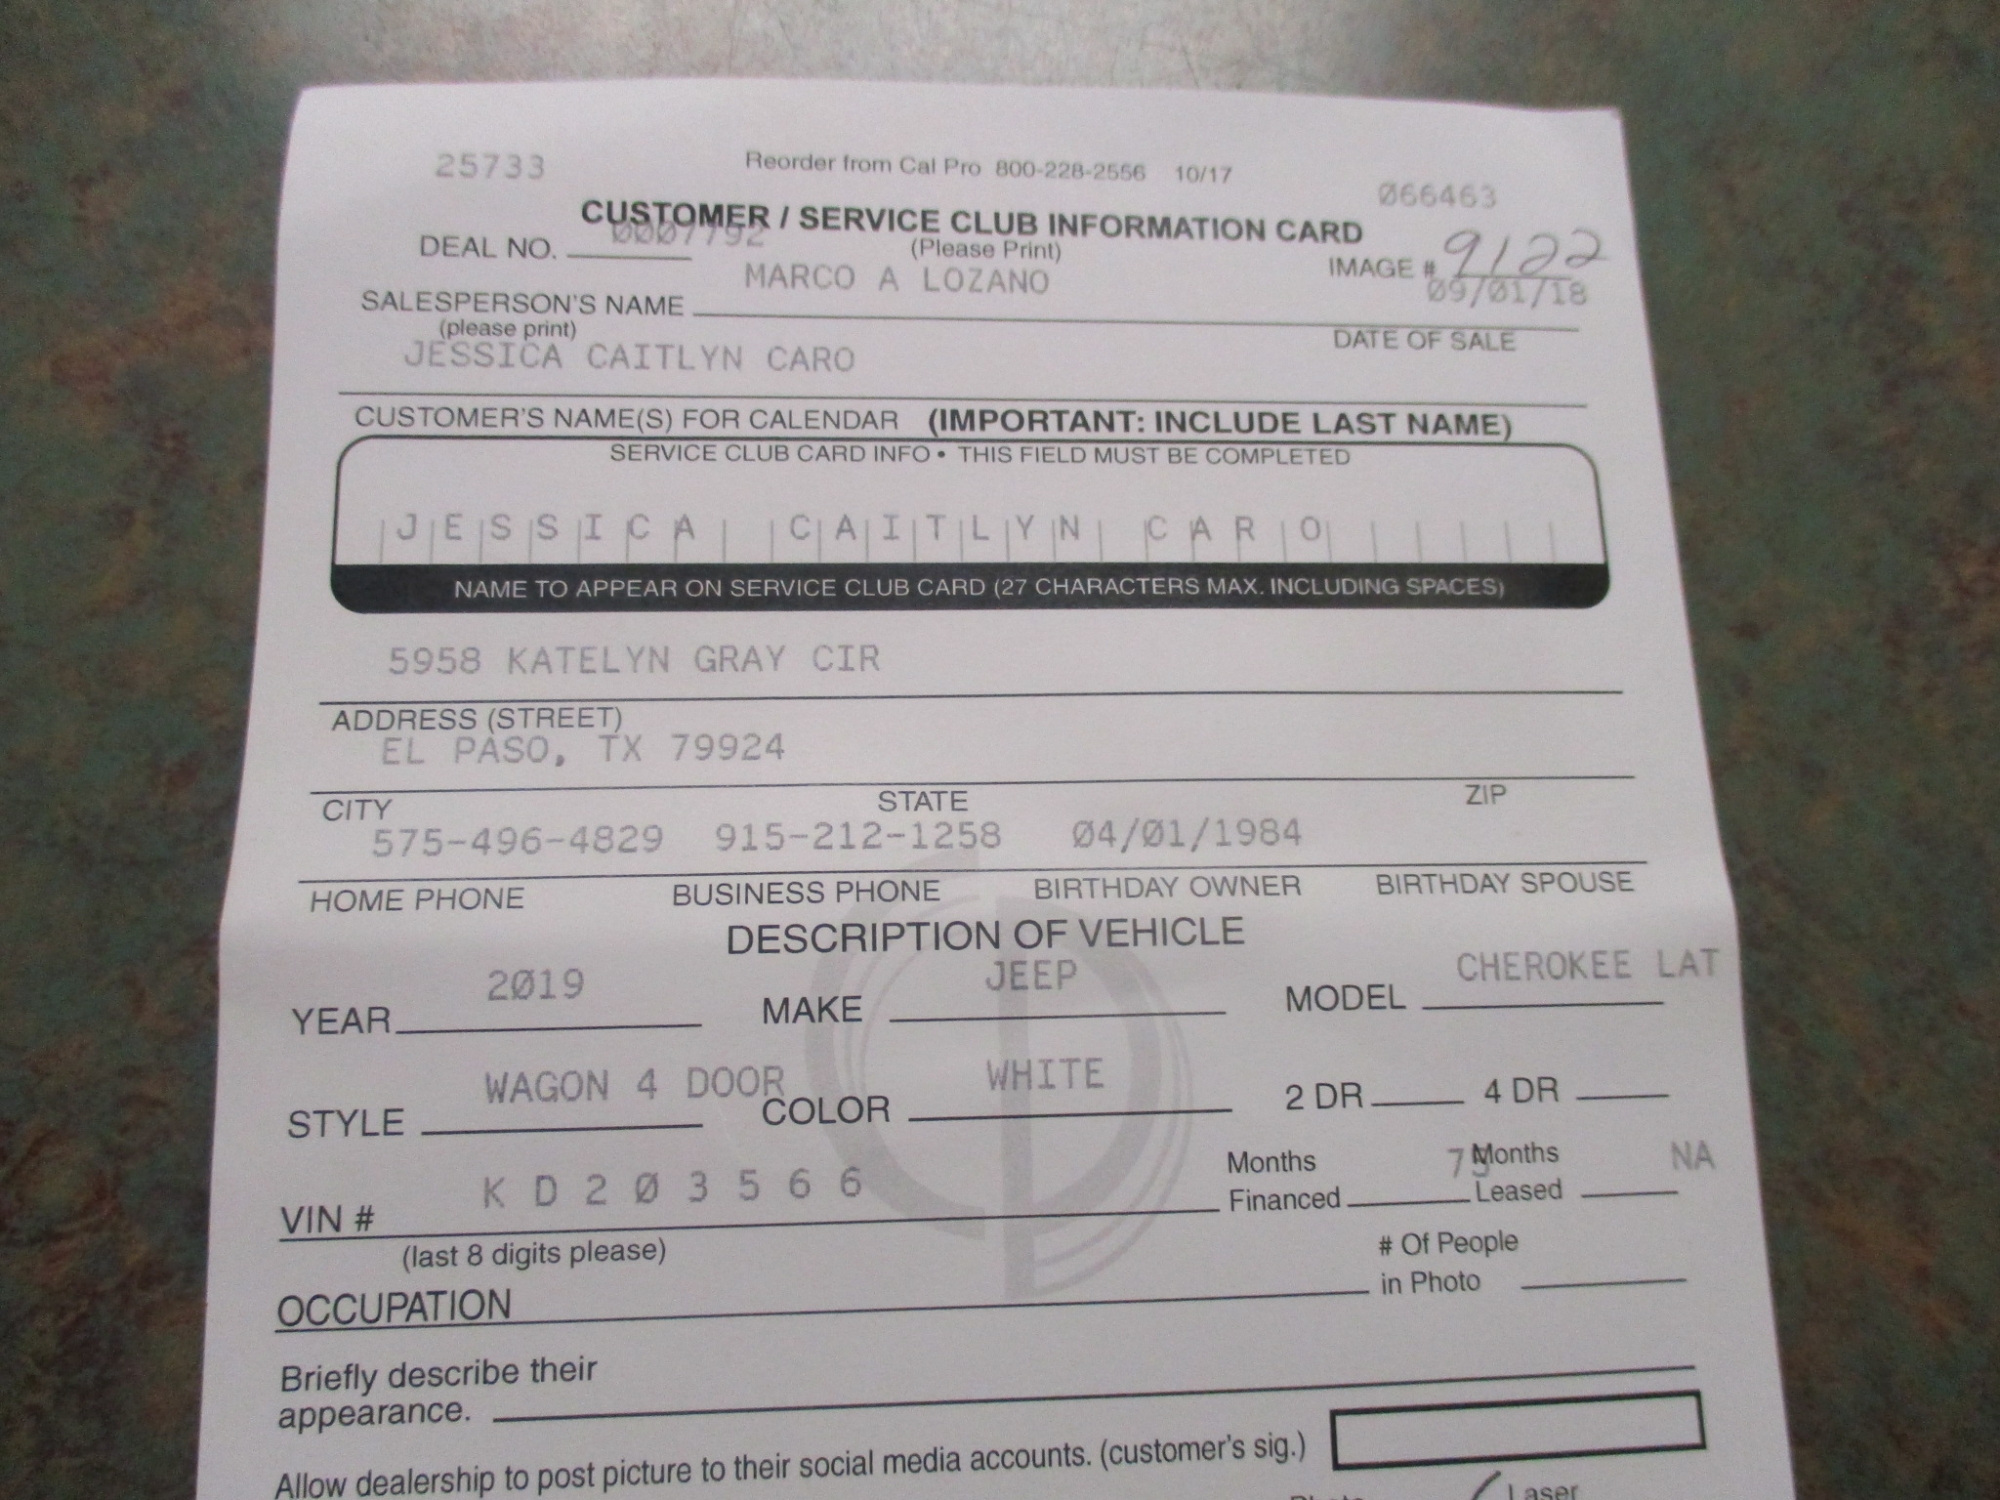 25733 Reorder from Cal Pro 800-228-2556 10/17
066463
CUSTOMER / SERVICE CLUB INFORMATION CARD
DEAL NO. 0007792 (Please Print) IMAGE # 9122
MARCO A LOZANO 09/01/18
SALESPERSON'S NAME
(please print) DATE OF SALE
JESSICA CAITLYN CARO
CUSTOMER'S NAME(S) FOR CALENDAR (IMPORTANT: INCLUDE LAST NAME)
SERVICE CLUB CARD INFO • THIS FIELD MUST BE COMPLETED
JESSICA CAITLYN CARO
NAME TO APPEAR ON SERVICE CLUB CARD (27 CHARACTERS MAX. INCLUDING SPACES)
5958 KATELYN GRAY CIR
ADDRESS (STREET)
EL PASO, TX 79924
CITY STATE ZIP
575-496-4829 915-212-1258 04/01/1984
HOME PHONE BUSINESS PHONE BIRTHDAY OWNER BIRTHDAY SPOUSE
DESCRIPTION OF VEHICLE
2019 JEEP CHEROKEE LAT
YEAR MAKE MODEL
WAGON 4 DOOR WHITE
STYLE COLOR 2 DR 4 DR
KD203566 Months 75 Months NA
VIN # Financed Leased
(last 8 digits please) # Of People
OCCUPATION in Photo
Briefly describe their
appearance.
Allow dealership to post picture to their social media accounts. (customer's sig.)
Laser